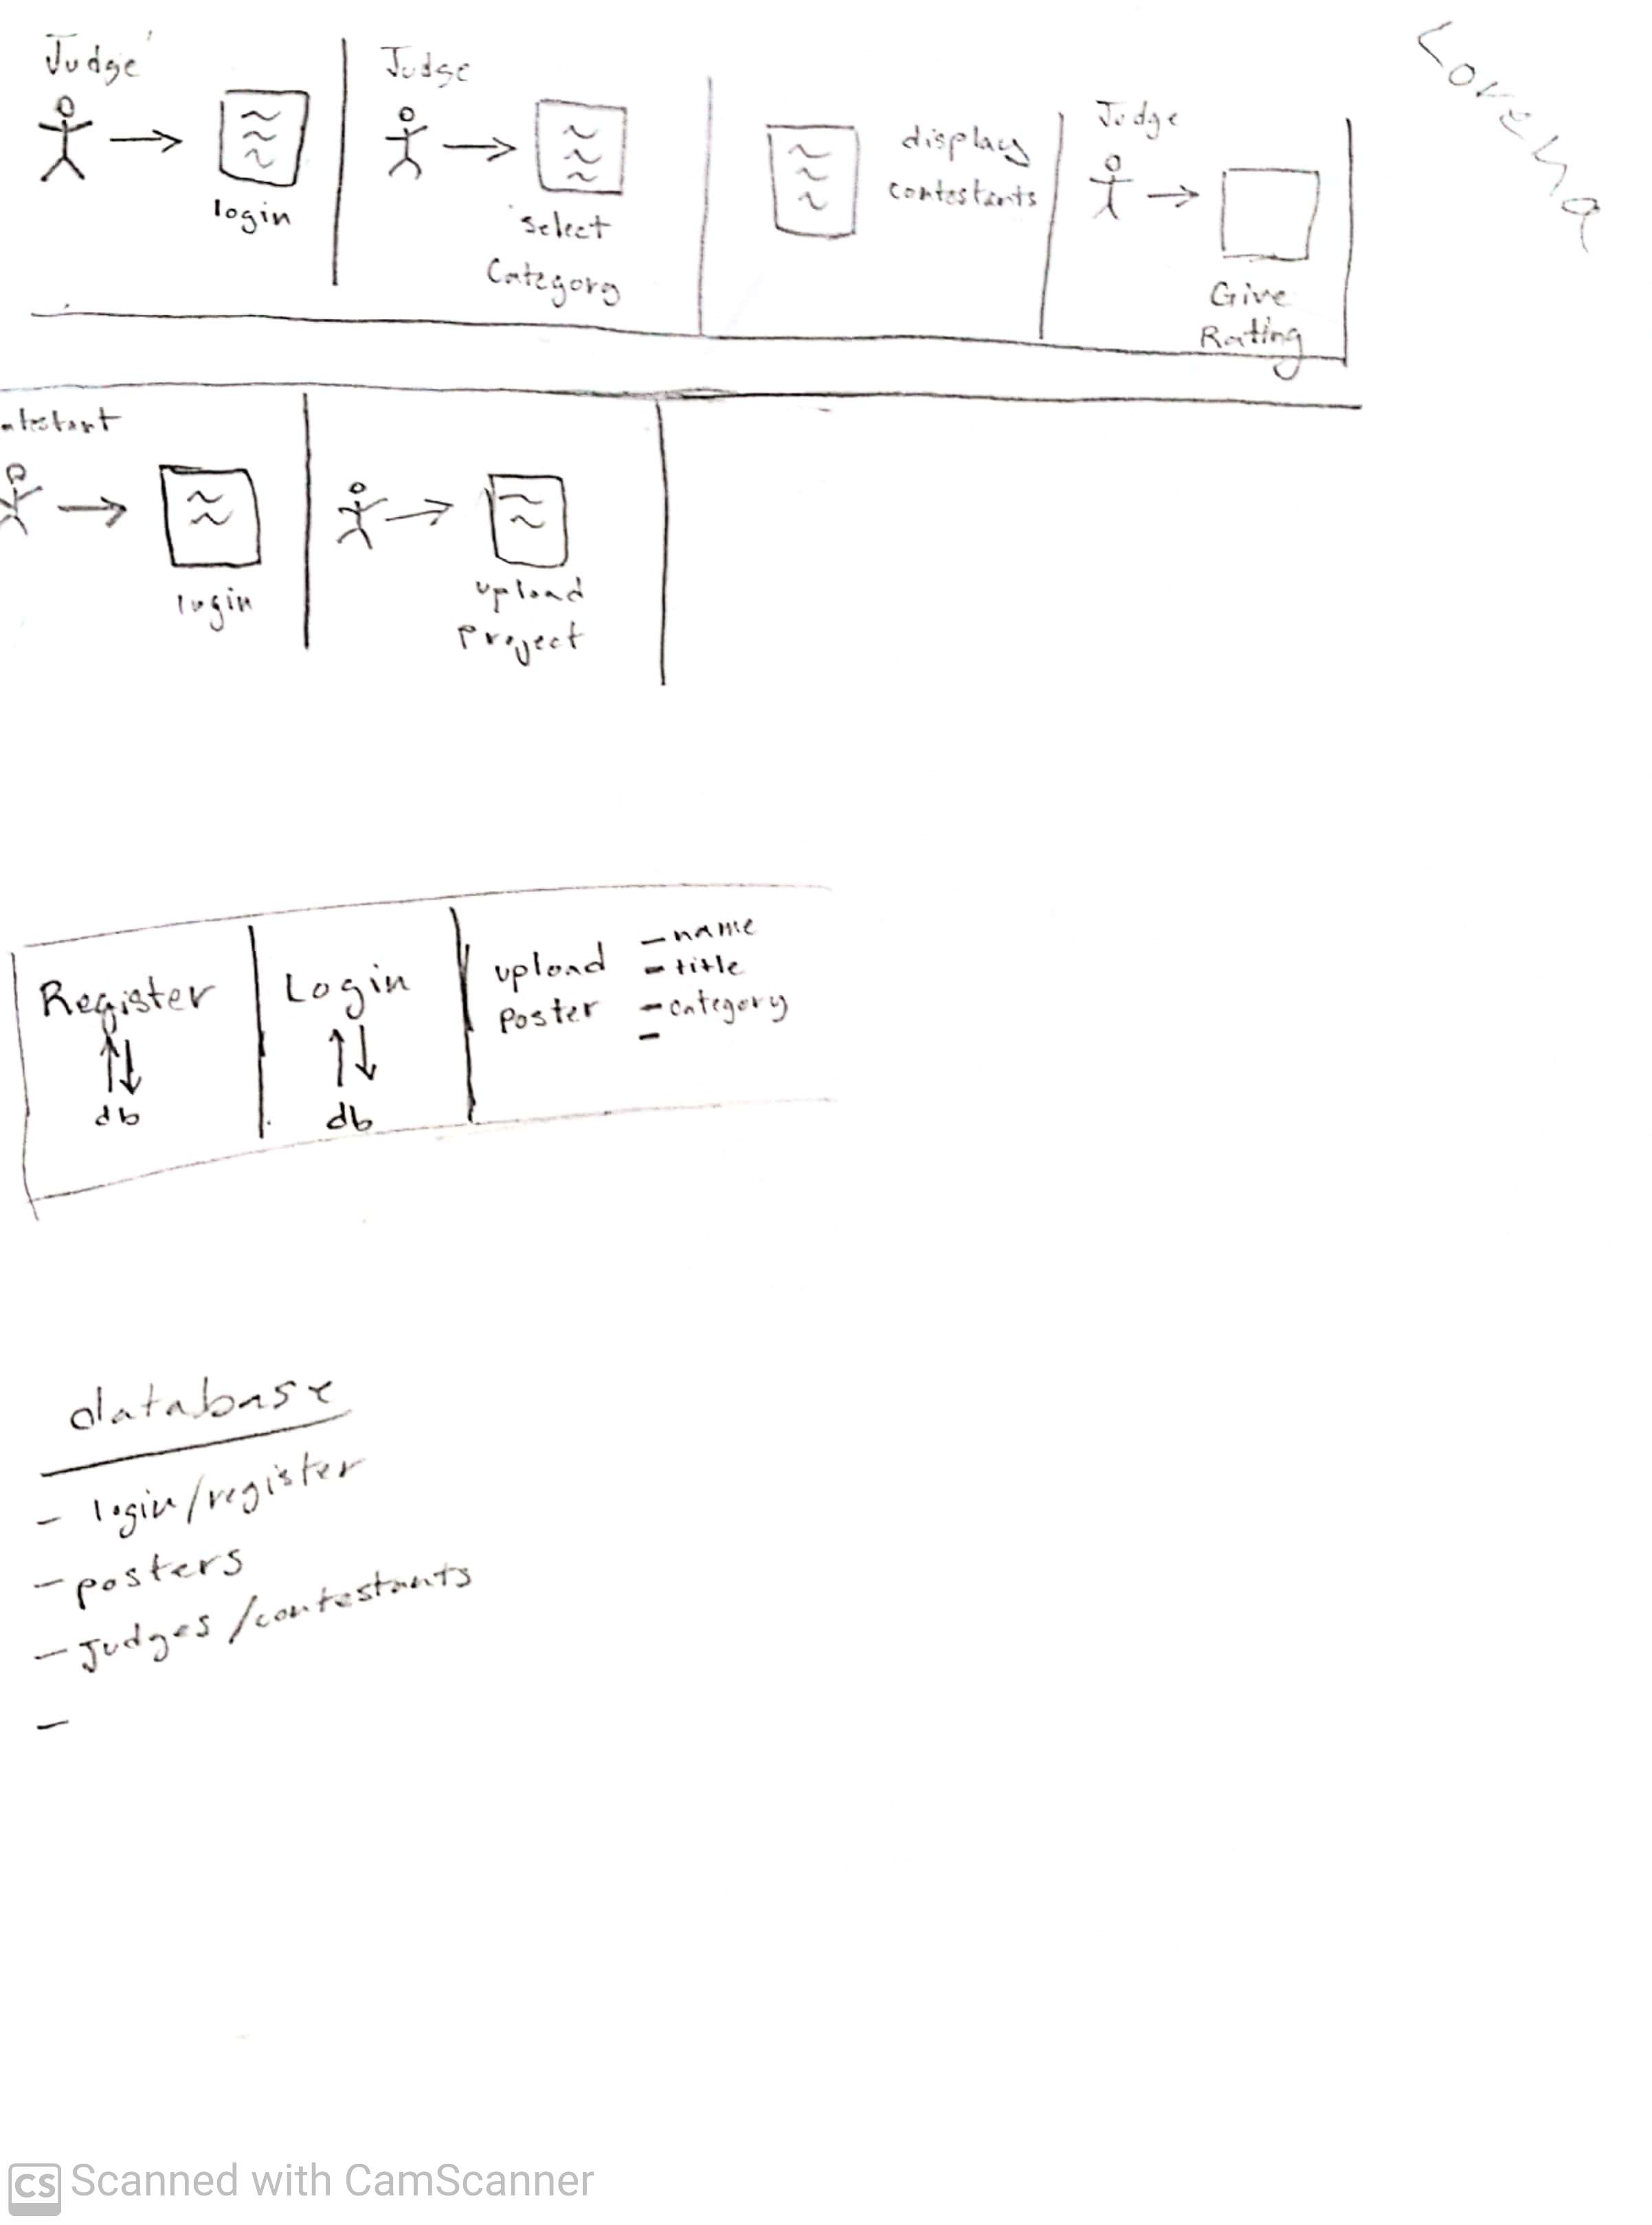 Judge
login
Judge
select
Category
display
contestants
Judge
Give
Rating
ntestant
login
upload
project
Register
db
Login
db
upload
poster
- name
- title
- category
-
database
- login/register
- posters
- Judges/contestants
-
CS Scanned with CamScanner